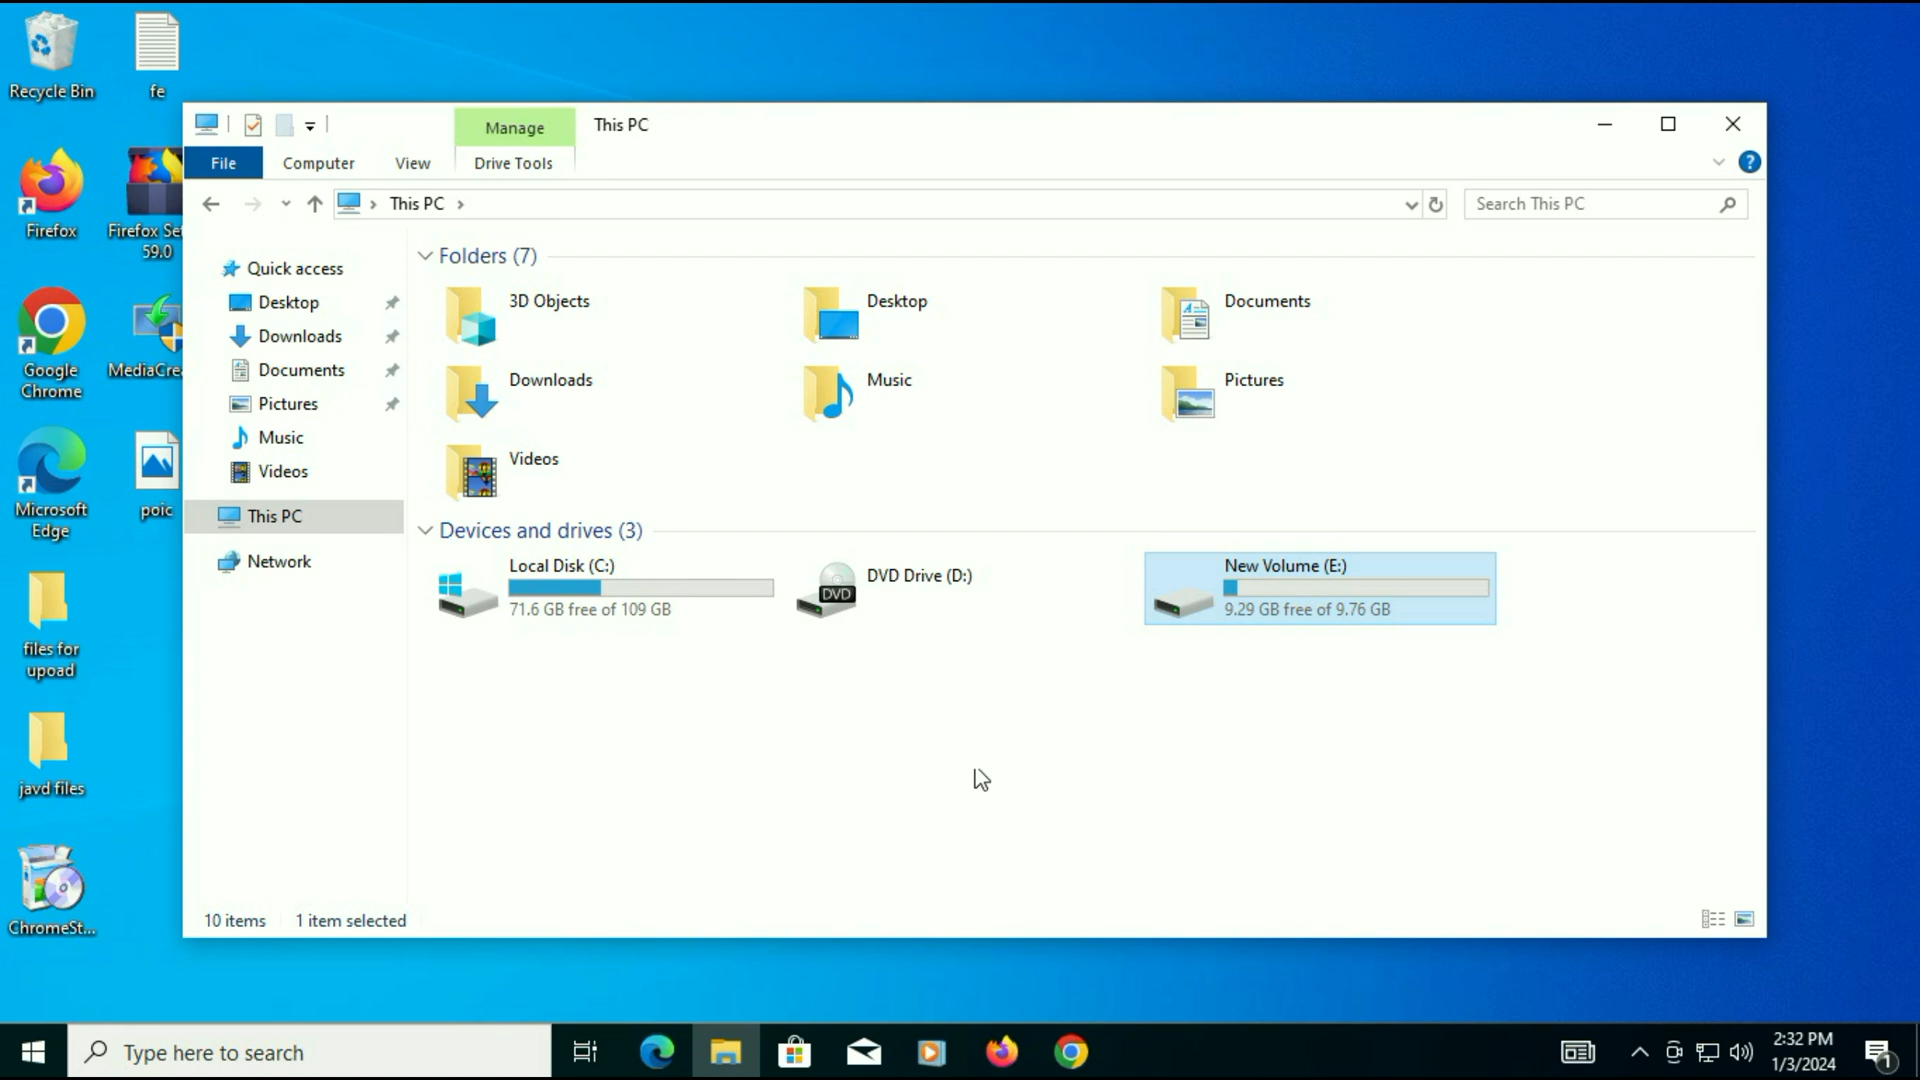 Recycle Bin
fe
Firefox
Firefox Se
59.0
Google
Chrome
MediaCre
Microsoft
Edge
poic
files for
upoad
javd files
ChromeSt...
Manage
This PC
File
Computer
View
Drive Tools
?
This PC
Search This PC
Quick access
Desktop
Downloads
Documents
Pictures
Music
Videos
This PC
Network
Folders (7)
3D Objects
Desktop
Documents
Downloads
Music
Pictures
Videos
Devices and drives (3)
Local Disk (C:)
71.6 GB free of 109 GB
DVD
DVD Drive (D:)
New Volume (E:)
9.29 GB free of 9.76 GB
10 items
1 item selected
Type here to search
2:32 PM
1/3/2024
1